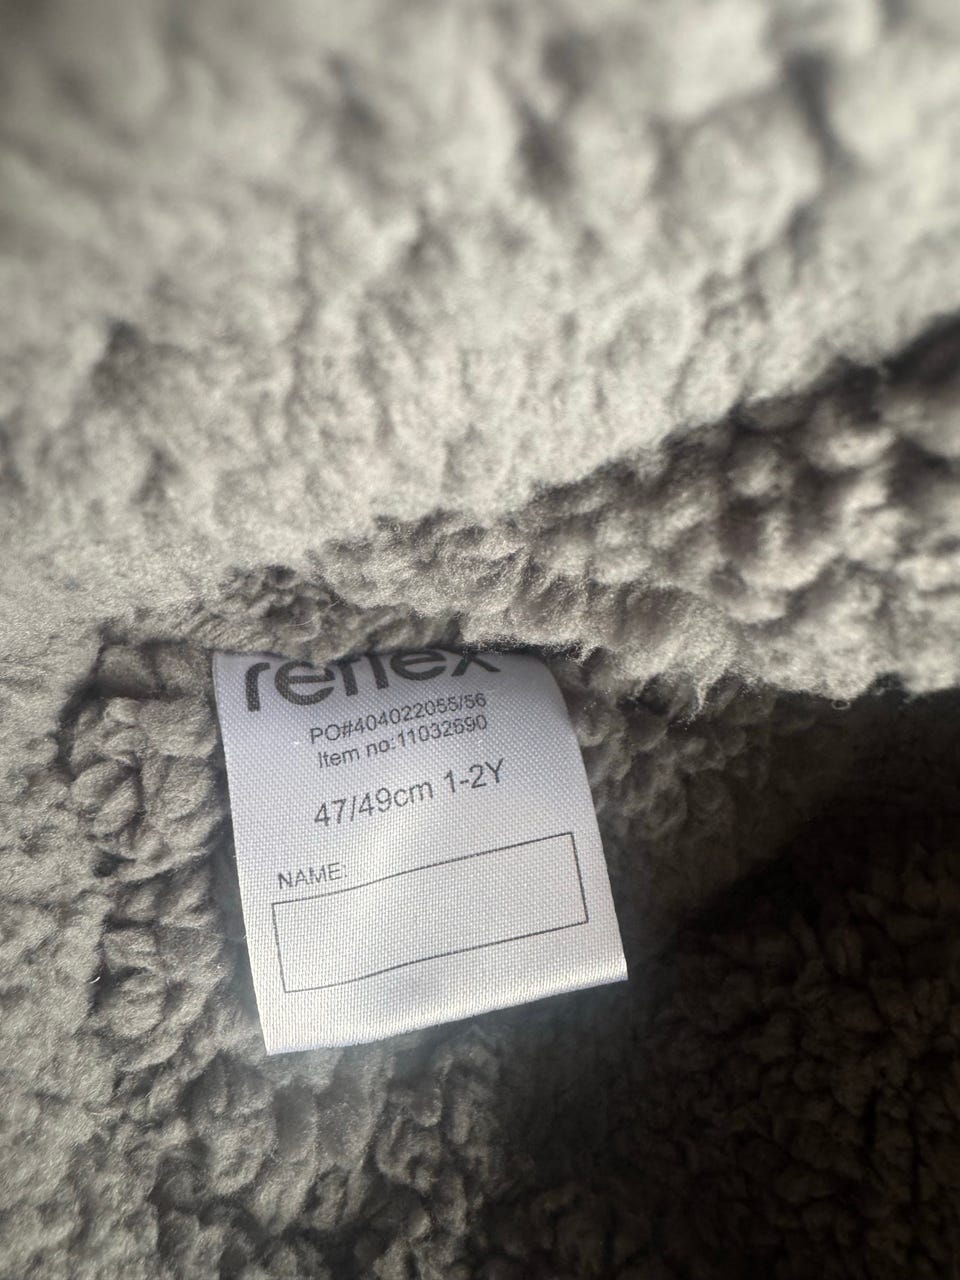 reflex
PO#404022055/56
Item no:11032690
47/49cm 1-2Y
NAME: